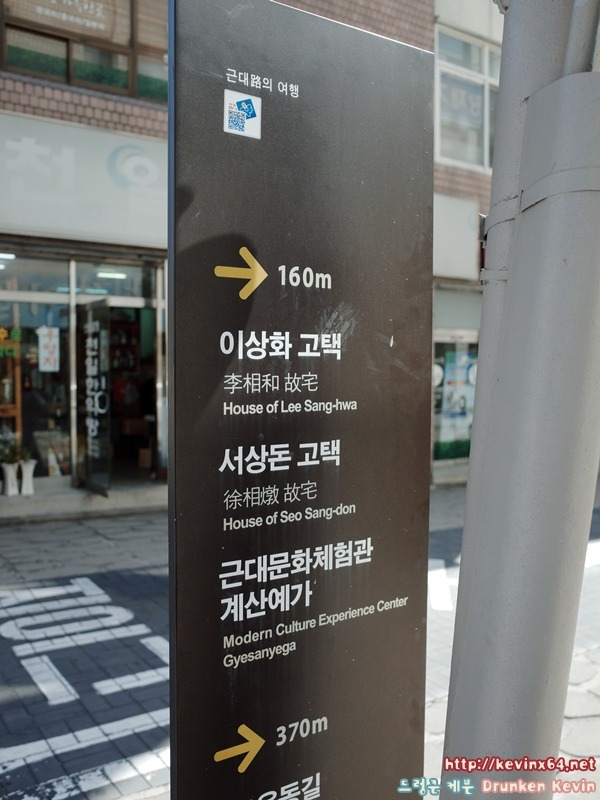 근대路의 여행
160m
이상화 고택
李相和 故宅
House of Lee Sang-hwa
서상돈 고택
徐相燉 故宅
House of Seo Sang-don
근대문화체험관
계산예가
Modern Culture Experience Center
Gyesanyega
370m
http://kevinx64.net
드렁큰 케빈 Drunken Kevin